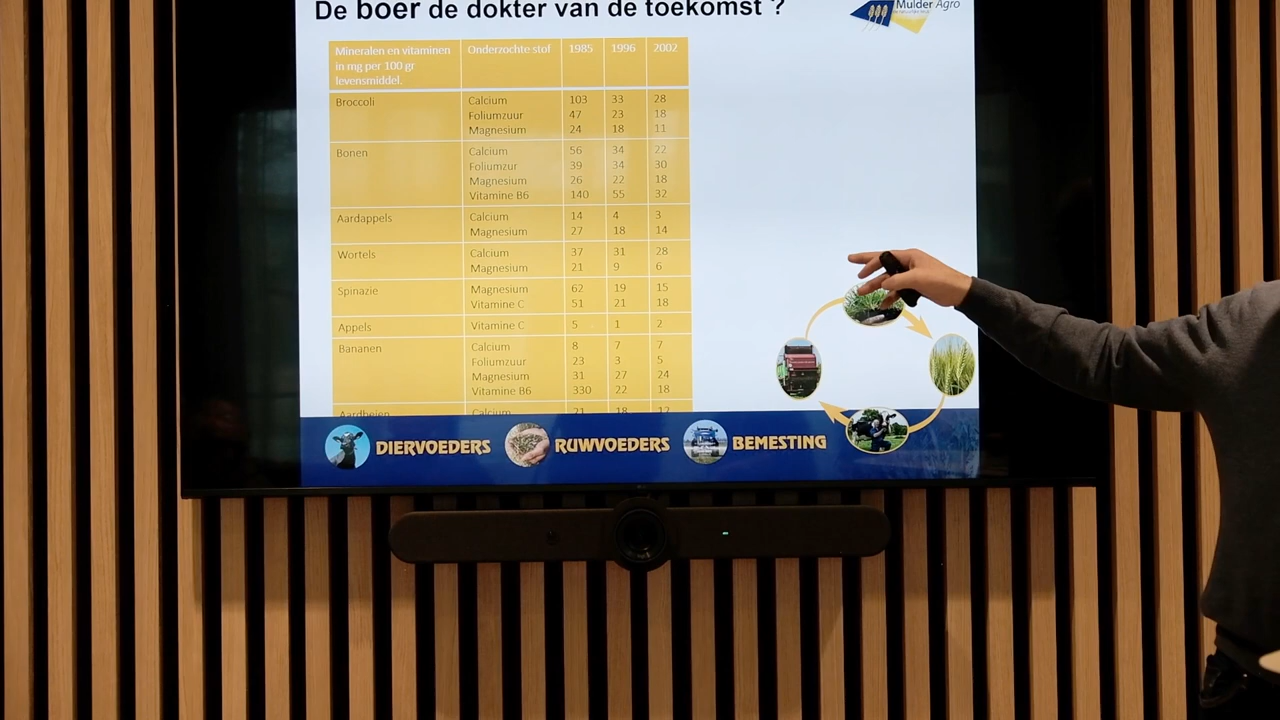 De boer de dokter van de toekomst ?
Mulder Agro
Mineralen en vitaminen in mg per 100 gr levensmiddel. Onderzochte stof 1985 1996 2002
Broccoli Calcium 103 33 28
Foliumzuur 47 23 18
Magnesium 24 18 11
Bonen Calcium 56 34 22
Foliumzur 39 34 30
Magnesium 26 22 18
Vitamine B6 140 55 32
Aardappels Calcium 14 4 3
Magnesium 27 18 14
Wortels Calcium 37 31 28
Magnesium 21 9 6
Spinazie Magnesium 62 19 15
Vitamine C 51 21 18
Appels Vitamine C 5 1 2
Bananen Calcium 8 7 7
Foliumzuur 23 3 5
Magnesium 31 27 24
Vitamine B6 330 22 18
Aardbeien Calcium 21 18 12
DIERVOEDERS RUWVOEDERS BEMESTING